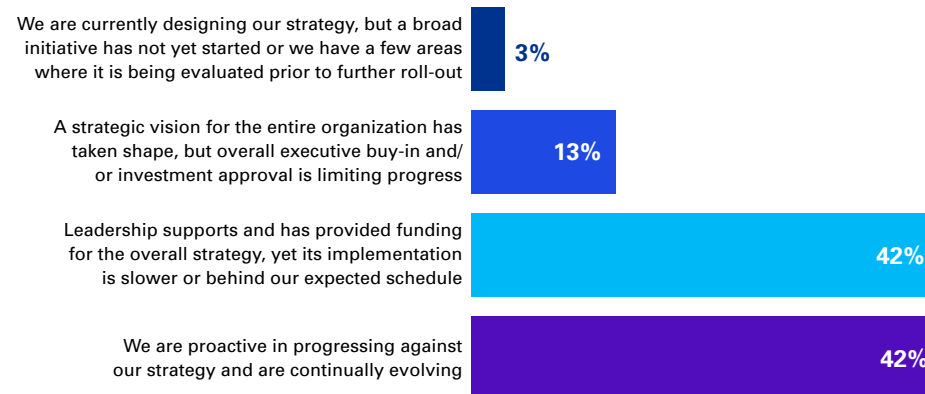 We are currently designing our strategy, but a broad
initiative has not yet started or we have a few areas
where it is being evaluated prior to further roll-out
3%
A strategic vision for the entire organization has
taken shape, but overall executive buy-in and/
or investment approval is limiting progress
13%
Leadership supports and has provided funding
for the overall strategy, yet its implementation
is slower or behind our expected schedule
42%
We are proactive in progressing against
our strategy and are continually evolving
42%